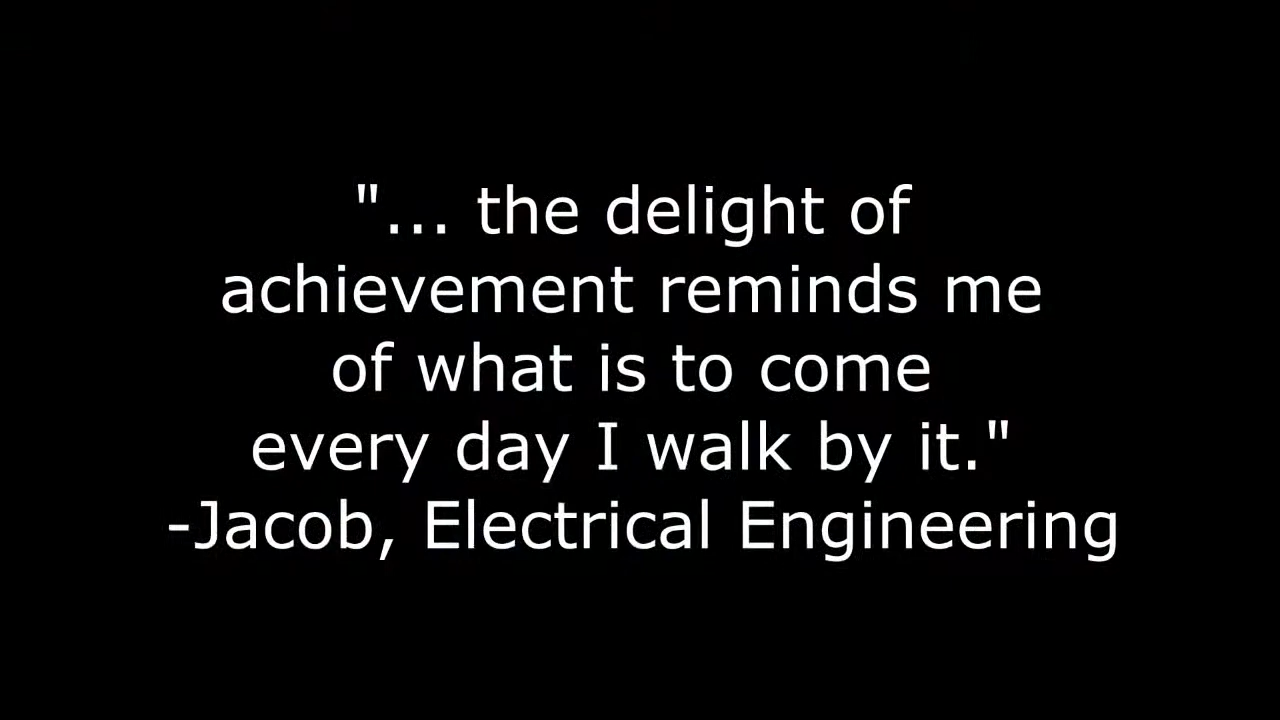 "... the delight of
achievement reminds me
of what is to come
every day I walk by it."
-Jacob, Electrical Engineering